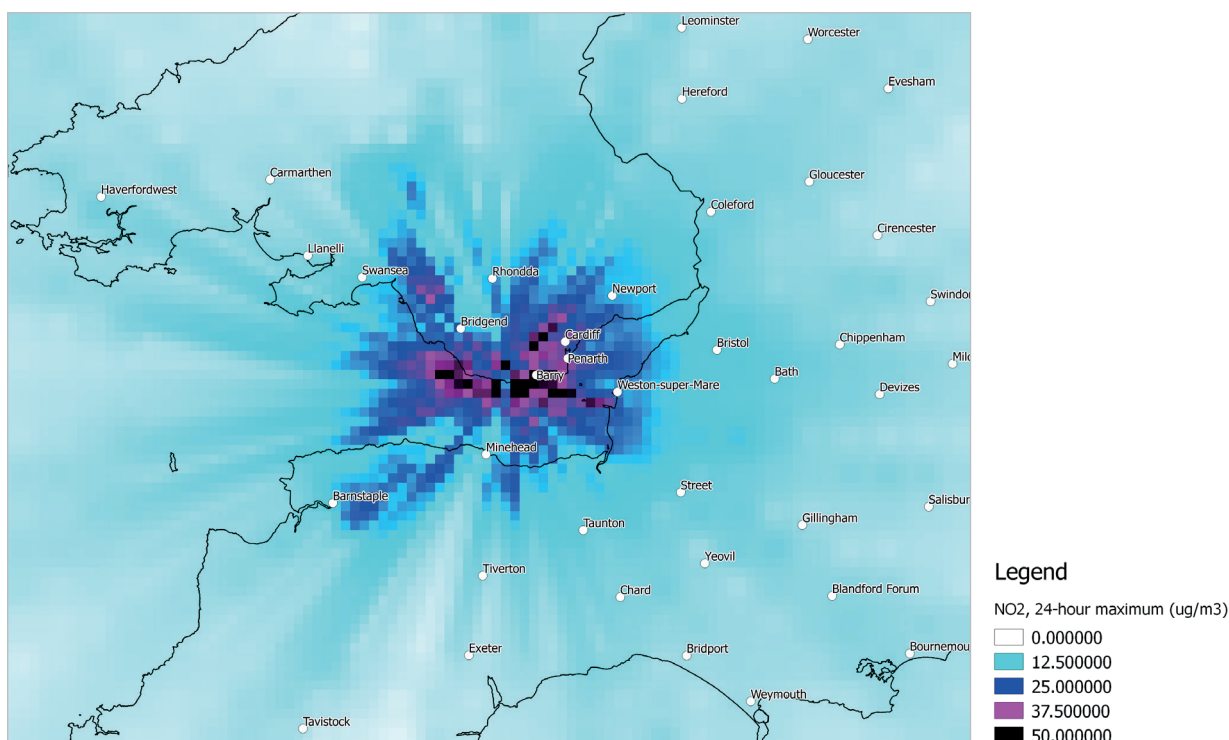 Leominster
Worcester
Evesham
Hereford
Gloucester
Carmarthen
Haverfordwest
Coleford
Cirencester
Llanelli
Swansea
Rhondda
Newport
Swindon
Bridgend
Cardiff
Chippenham
Bristol
Penarth
Bath
Barry
Weston-super-Mare
Devizes
Minehead
Street
Barnstaple
Taunton
Gillingham
Yeovil
Tiverton
Chard
Blandford Forum
Exeter
Bridport
Weymouth
Tavistock
Legend
NO2, 24-hour maximum (ug/m3)
0.000000
12.500000
25.000000
37.500000
50.000000